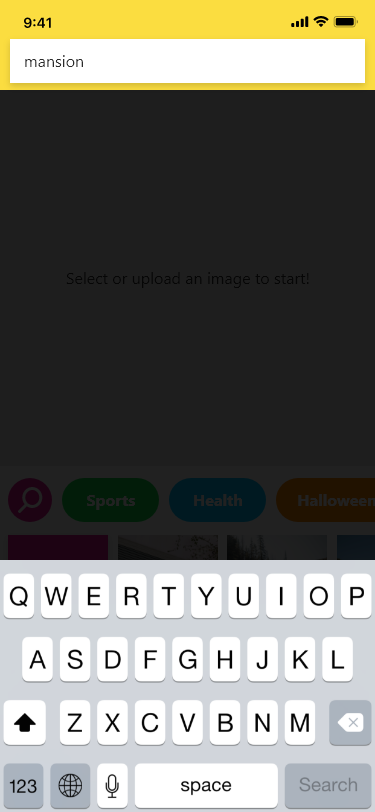 9:41
mansion
Select or upload an image to start!
Sports
Health
Halloween
Q W E R T Y U I O P
A S D F G H J K L
Z X C V B N M
123
space
Search